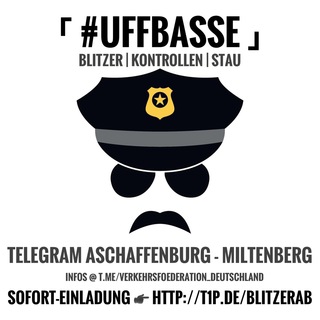 「 #UFFBASSE 」
BLITZER | KONTROLLEN | STAU
TELEGRAM ASCHAFFENBURG - MILTENBERG
INFOS @ T.ME/VERKEHRSFOEDERATION_DEUTSCHLAND
SOFORT-EINLADUNG ☛ HTTP://T1P.DE/BLITZERAB